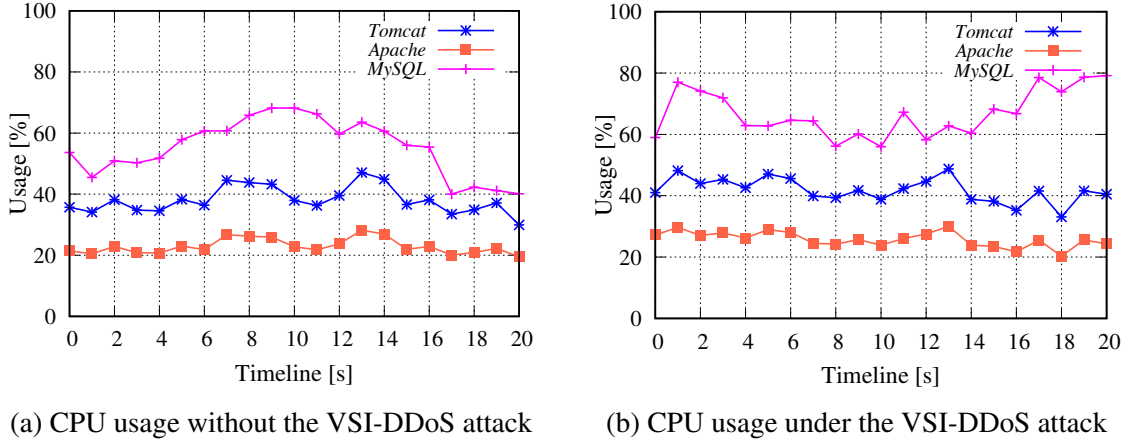 100
80
60
40
20
0
Usage [%]
Tomcat
Apache
MySQL
0 2 4 6 8 10 12 14 16 18 20
Timeline [s]
(a) CPU usage without the VSI-DDoS attack
100
80
60
40
20
0
Usage [%]
Tomcat
Apache
MySQL
0 2 4 6 8 10 12 14 16 18 20
Timeline [s]
(b) CPU usage under the VSI-DDoS attack